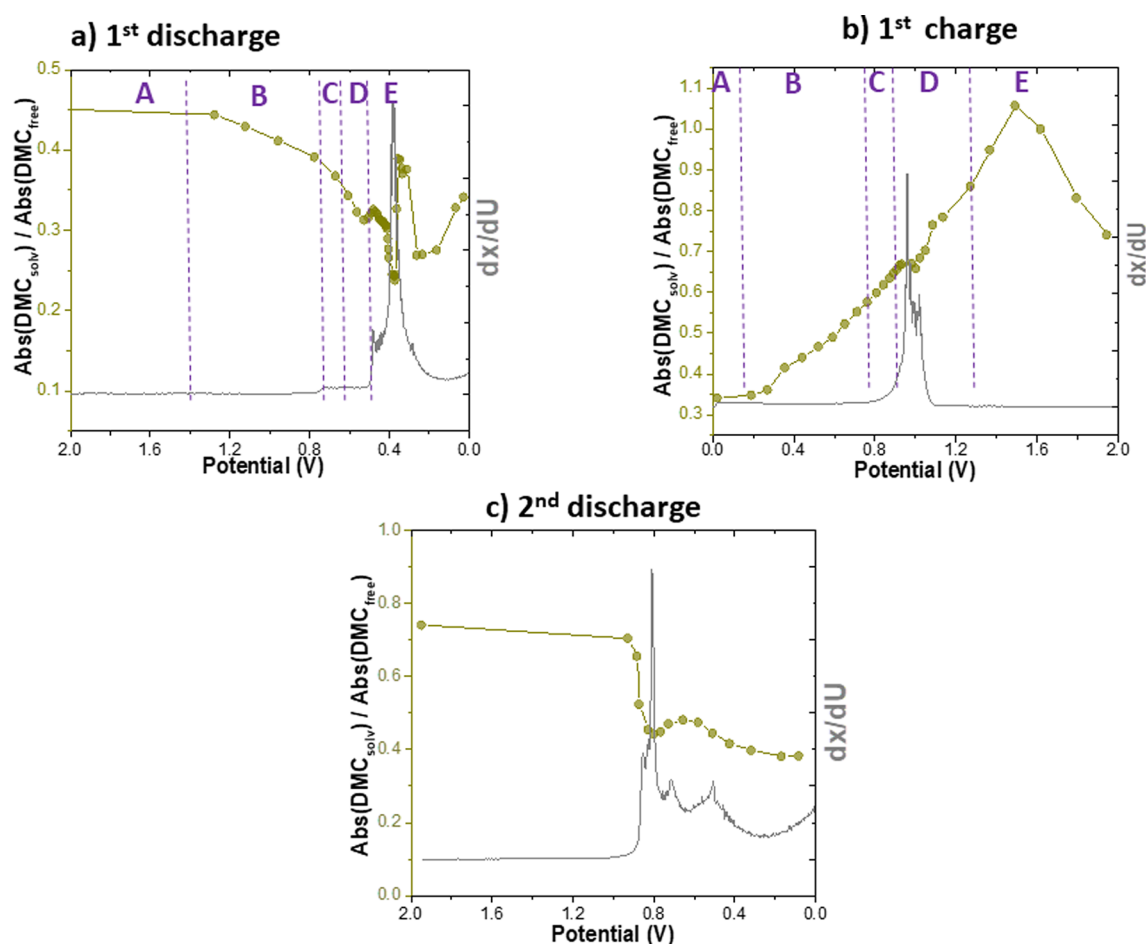 a) 1st discharge
A B C D E
0.5
0.4
0.3
0.2
0.1
Abs(DMCsolv) / Abs(DMCfree)
dx/dU
2.0 1.6 1.2 0.8 0.4 0.0
Potential (V)
b) 1st charge
A B C D E
1.1
1.0
0.9
0.8
0.7
0.6
0.5
0.4
0.3
Abs(DMCsolv) / Abs(DMCfree)
dx/dU
0.0 0.4 0.8 1.2 1.6 2.0
Potential (V)
c) 2nd discharge
1.0
0.8
0.6
0.4
0.2
0.0
Abs(DMCsolv) / Abs(DMCfree)
dx/dU
2.0 1.6 1.2 0.8 0.4 0.0
Potential (V)